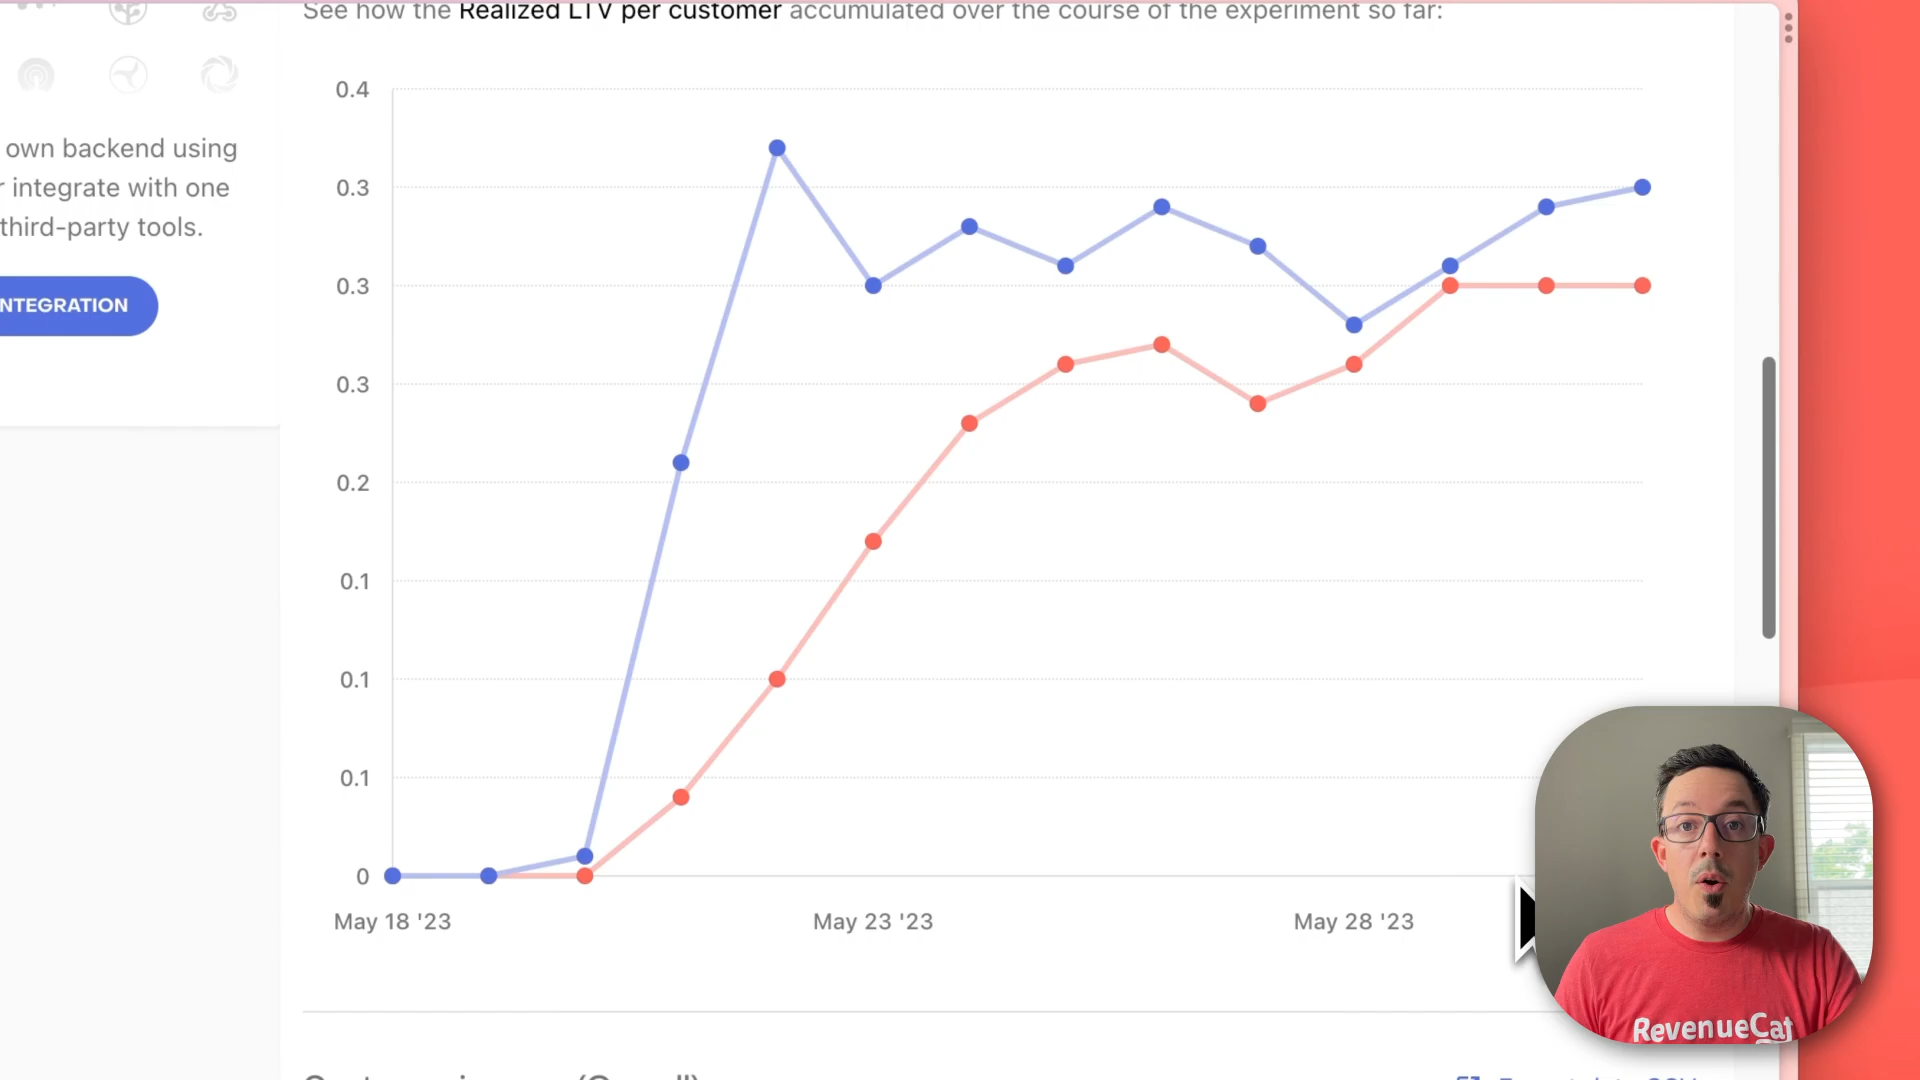 See how the Realized LTV per customer accumulated over the course of the experiment so far:
own backend using
r integrate with one
third-party tools.
NTEGRATION
0.4
0.3
0.3
0.3
0.2
0.1
0.1
0.1
0
May 18 '23
May 23 '23
May 28 '23
RevenueCat